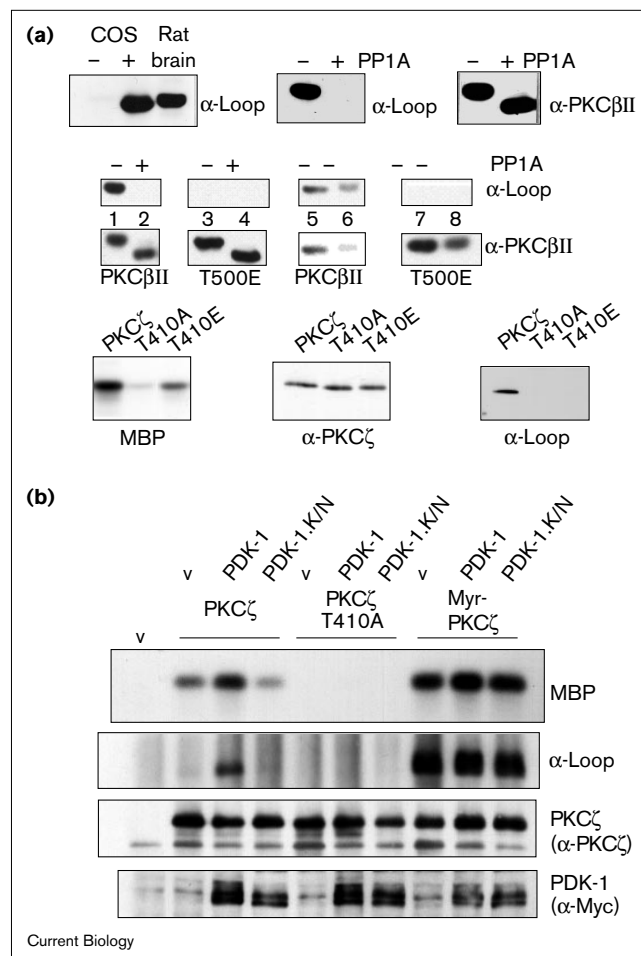 (a)
COS Rat
– + brain
α-Loop
– + PP1A
α-Loop
– + PP1A
α-PKCβII
– + – + – – – – PP1A
α-Loop
1 2 3 4 5 6 7 8
α-PKCβII
PKCβII T500E PKCβII T500E
PKCζ T410A T410E
MBP
PKCζ T410A T410E
α-PKCζ
PKCζ T410A T410E
α-Loop
(b)
v PDK-1 PDK-1.K/N v PDK-1 PDK-1.K/N v PDK-1 PDK-1.K/N
v PKCζ PKCζ T410A Myr-PKCζ
MBP
α-Loop
PKCζ
(α-PKCζ)
PDK-1
(α-Myc)
Current Biology